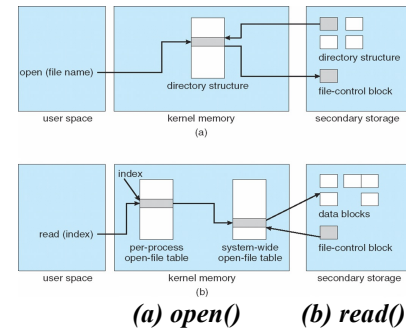 open (file name)
directory structure
directory structure
file-control block
user space
kernel memory
secondary storage
(a)
index
read (index)
data blocks
per-process
open-file table
system-wide
open-file table
file-control block
user space
kernel memory
secondary storage
(b)
(a) open() (b) read()